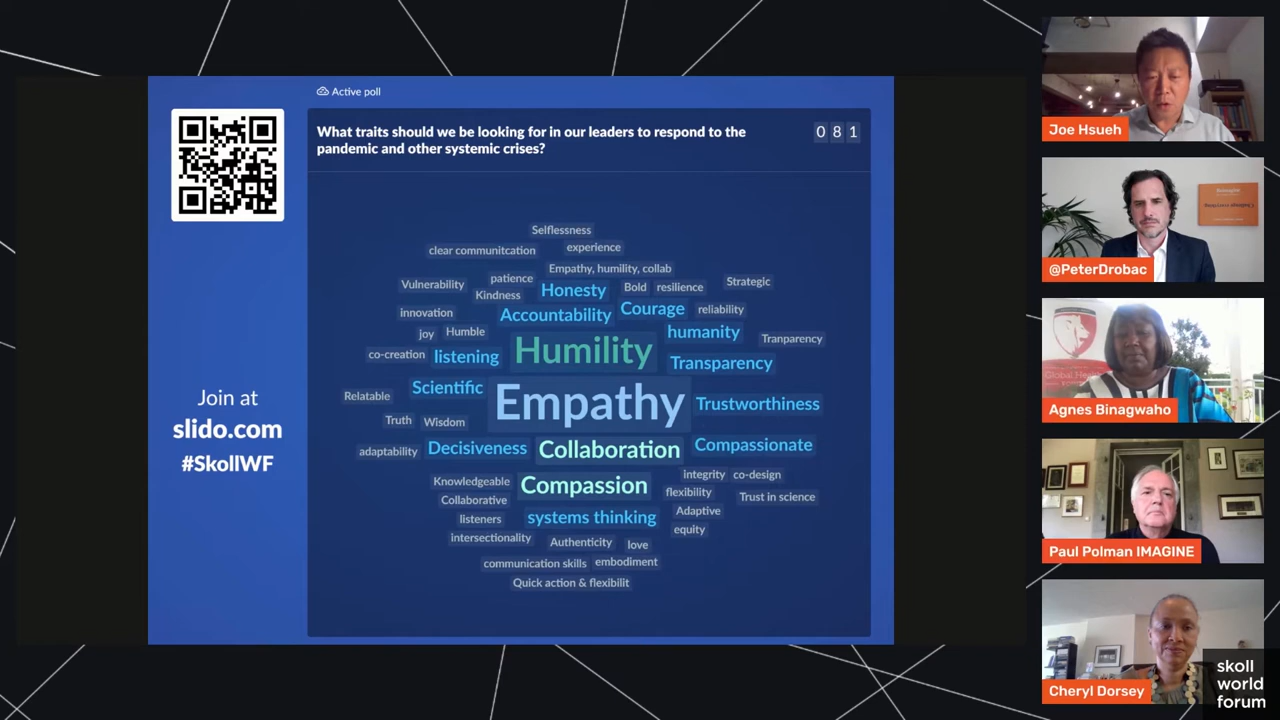 Active poll
What traits should we be looking for in our leaders to respond to the
pandemic and other systemic crises?
0 8 1
Join at
slido.com
#SkollWF
Selflessness
clear communitcation
experience
Empathy, humility, collab
Vulnerability
patience
Kindness
Honesty
Bold
resilience
Strategic
innovation
Accountability
Courage
reliability
joy
Humble
humanity
Tranparency
co-creation
listening
Humility
Transparency
Scientific
Relatable
Empathy
Trustworthiness
Truth
Wisdom
adaptability
Decisiveness
Collaboration
Compassionate
Knowledgeable
Compassion
integrity
co-design
Collaborative
flexibility
Trust in science
listeners
systems thinking
Adaptive
equity
intersectionality
Authenticity
love
communication skills
embodiment
Quick action & flexibilit
Joe Hsueh
@PeterDrobac
Agnes Binagwaho
Paul Polman IMAGINE
Cheryl Dorsey
skoll
world
forum